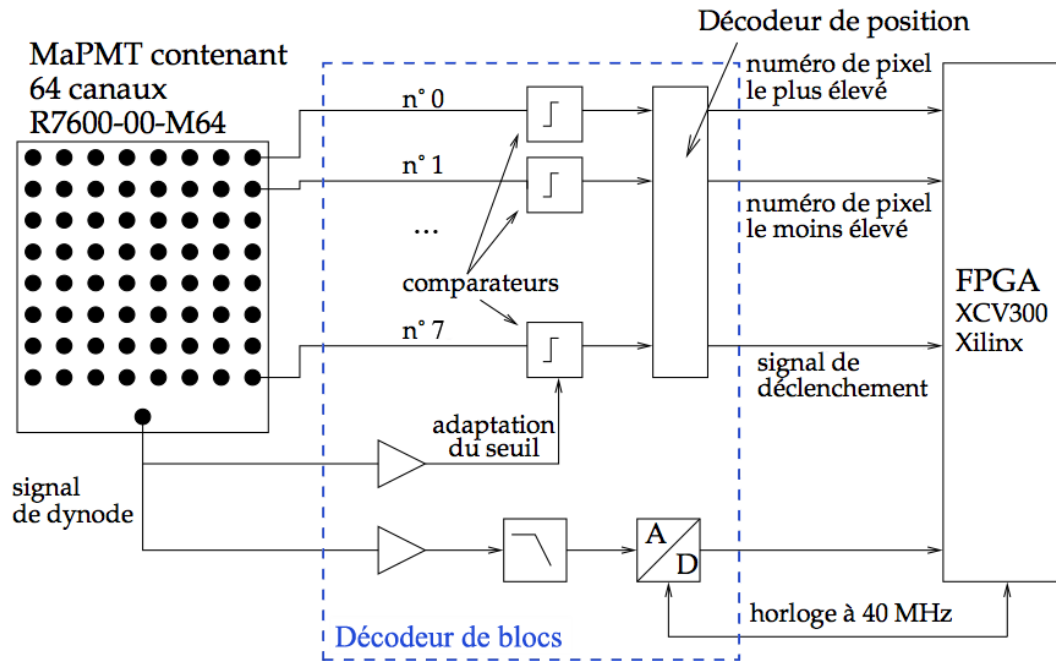 MaPMT contenant
64 canaux
R7600-00-M64
Décodeur de position
n° 0
n° 1
...
comparateurs
n° 7
numéro de pixel
le plus élevé
numéro de pixel
le moins élevé
signal de
déclenchement
FPGA
XCV300
Xilinx
adaptation
du seuil
signal
de dynode
A
D
horloge à 40 MHz
Décodeur de blocs